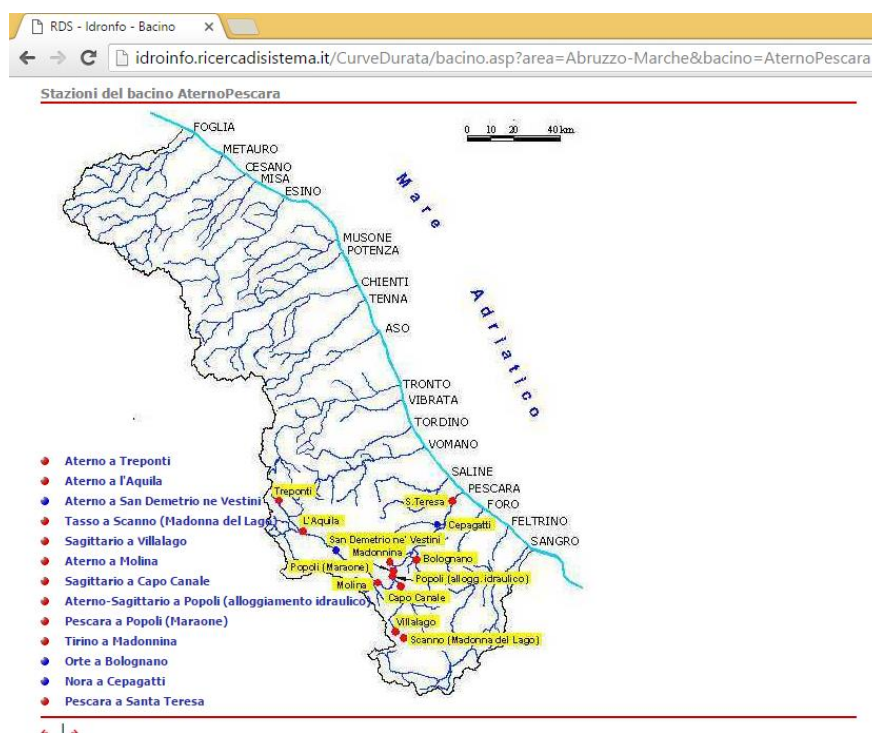 RDS - Idronfo - Bacino
idroinfo.ricercadisistema.it/CurveDurata/bacino.asp?area=Abruzzo-Marche&bacino=AternoPescara
Stazioni del bacino AternoPescara
0 10 20 40 km
FOGLIA
METAURO
CESANO
MISA
ESINO
Mare Adriatico
MUSONE
POTENZA
CHIENTI
TENNA
ASO
TRONTO
VIBRATA
TORDINO
VOMANO
SALINE
PESCARA
FORO
FELTRINO
SANGRO
Treponti
S.Teresa
L'Aquila
Cepagatti
San Demetrio ne' Vestini
Madonnina
Bolognano
Popoli (Maraone)
Popoli (allogg. idraulico)
Molina
Capo Canale
Villalago
Scanno (Madonna del Lago)
Aterno a Treponti
Aterno a l'Aquila
Aterno a San Demetrio ne Vestini
Tasso a Scanno (Madonna del Lago)
Sagittario a Villalago
Aterno a Molina
Sagittario a Capo Canale
Aterno-Sagittario a Popoli (alloggiamento idraulico)
Pescara a Popoli (Maraone)
Tirino a Madonnina
Orte a Bolognano
Nora a Cepagatti
Pescara a Santa Teresa